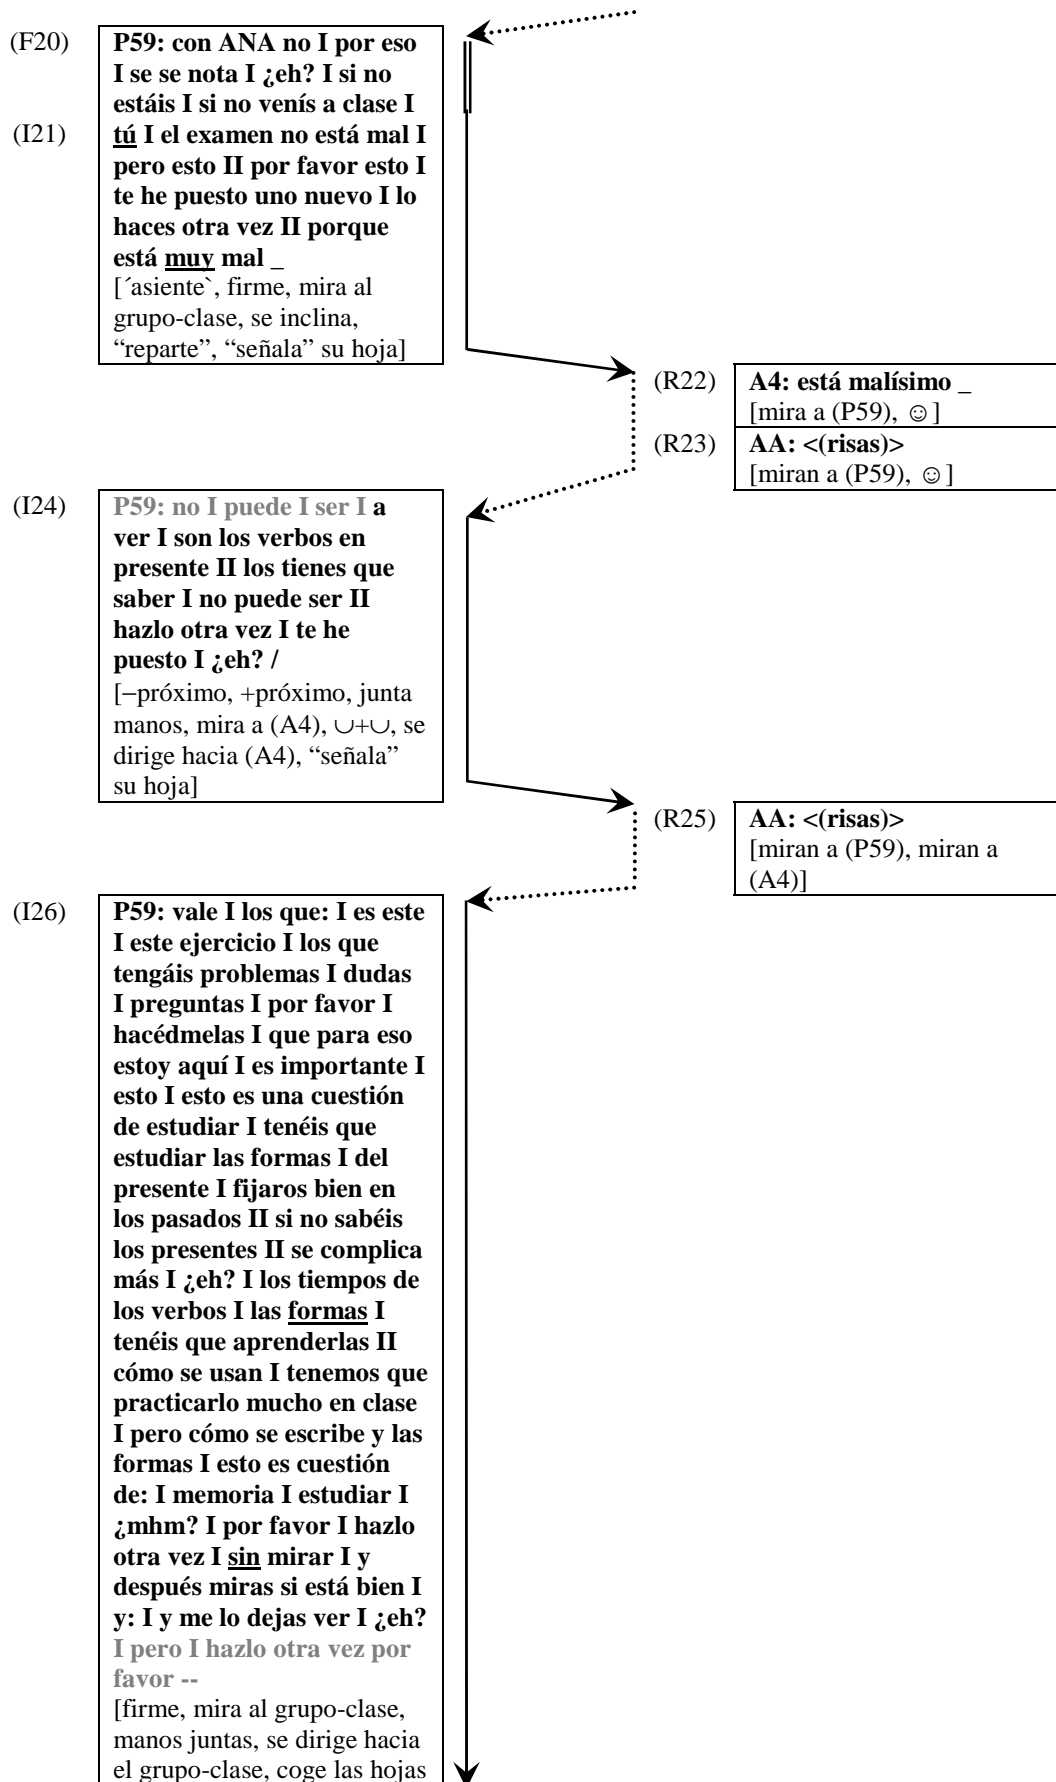 (F20)
P59: con ANA no I por eso
I se se nota I ¿eh? I si no
estáis I si no venís a clase I
(I21)
tú I el examen no está mal I
pero esto II por favor esto I
te he puesto uno nuevo I lo
haces otra vez II porque
está muy mal _
[´asiente`, firme, mira al
grupo-clase, se inclina,
“reparte”, “señala” su hoja]
(R22)
A4: está malísimo _
[mira a (P59), ☺]
(R23)
AA: <(risas)>
[miran a (P59), ☺]
(I24)
P59: no I puede I ser I a
ver I son los verbos en
presente II los tienes que
saber I no puede ser II
hazlo otra vez I te he
puesto I ¿eh? /
[−próximo, +próximo, junta
manos, mira a (A4), ∪+∪, se
dirige hacia (A4), “señala”
su hoja]
(R25)
AA: <(risas)>
[miran a (P59), miran a
(A4)]
(I26)
P59: vale I los que: I es este
I este ejercicio I los que
tengáis problemas I dudas
I preguntas I por favor I
hacédmelas I que para eso
estoy aquí I es importante I
esto I esto es una cuestión
de estudiar I tenéis que
estudiar las formas I del
presente I fijaros bien en
los pasados II si no sabéis
los presentes II se complica
más I ¿eh? I los tiempos de
los verbos I las formas I
tenéis que aprenderlas II
cómo se usan I tenemos que
practicarlo mucho en clase
I pero cómo se escribe y las
formas I esto es cuestión
de: I memoria I estudiar I
¿mhm? I por favor I hazlo
otra vez I sin mirar I y
después miras si está bien I
y: I y me lo dejas ver I ¿eh?
I pero I hazlo otra vez por
favor --
[firme, mira al grupo-clase,
manos juntas, se dirige hacia
el grupo-clase, coge las hojas